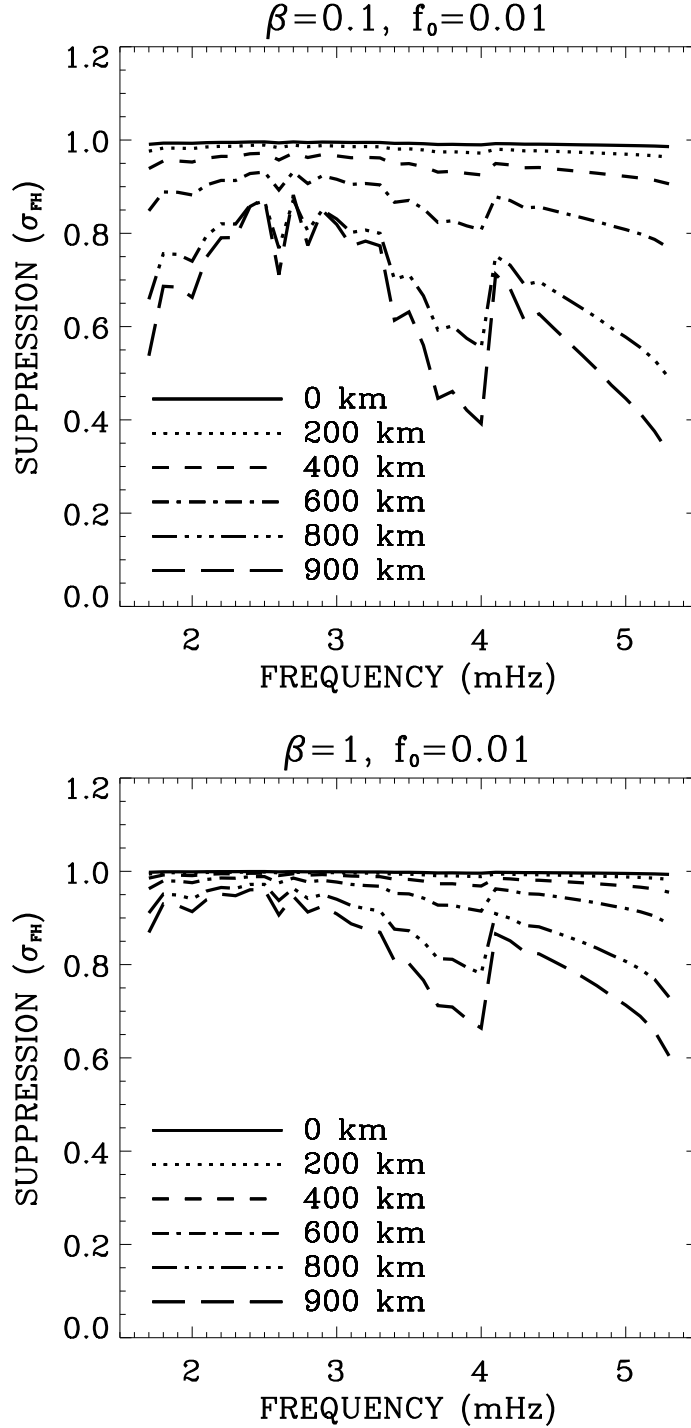 β=0.1, f₀=0.01
1.2
1.0
0.8
0.6
0.4
0.2
0.0
SUPPRESSION (σFH)
0 km
200 km
400 km
600 km
800 km
900 km
2 3 4 5
FREQUENCY (mHz)
β=1, f₀=0.01
1.2
1.0
0.8
0.6
0.4
0.2
0.0
SUPPRESSION (σFH)
0 km
200 km
400 km
600 km
800 km
900 km
2 3 4 5
FREQUENCY (mHz)